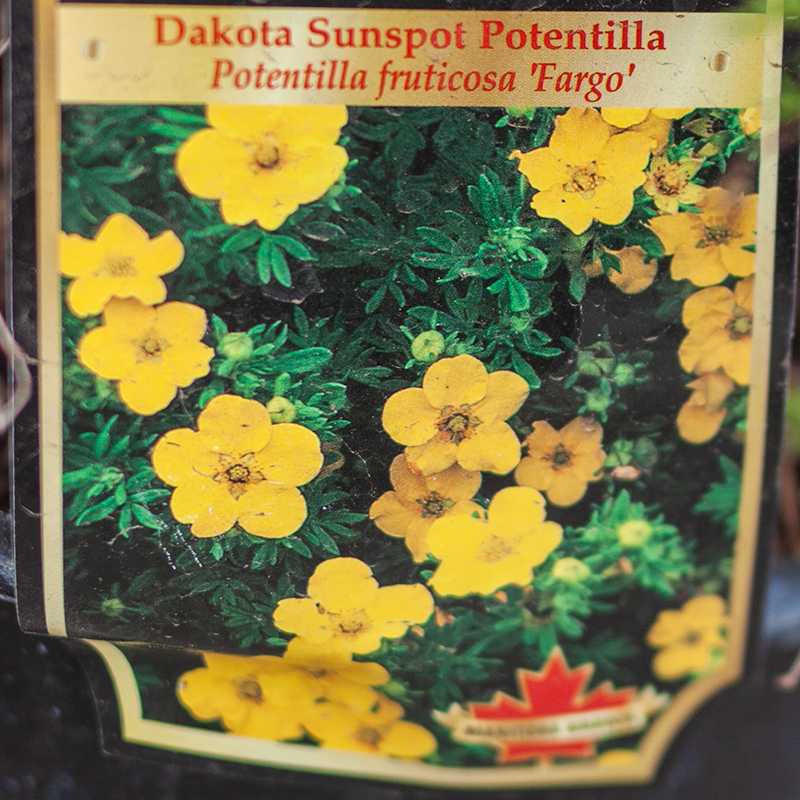 Dakota Sunspot Potentilla
Potentilla fruticosa 'Fargo'